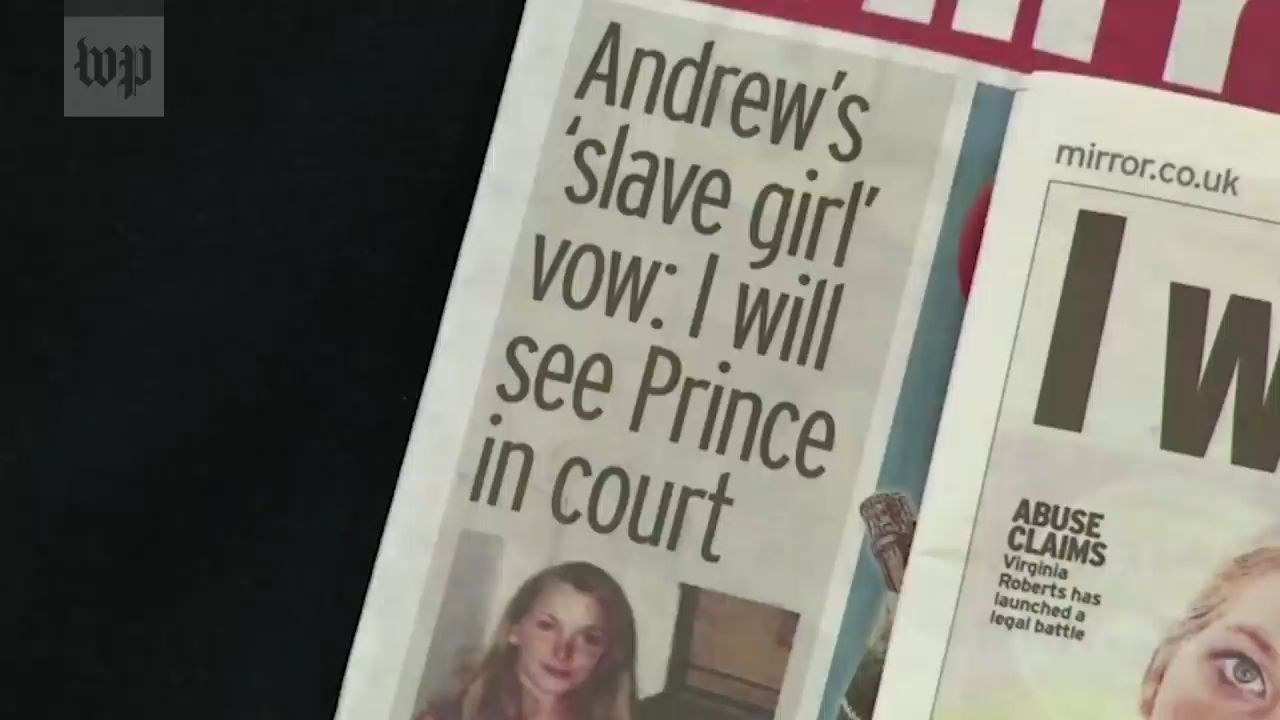 wp
Andrew's
'slave girl'
vow: I will
see Prince
in court
mirror.co.uk
I w
ABUSE
CLAIMS
Virginia
Roberts has
launched a
legal battle